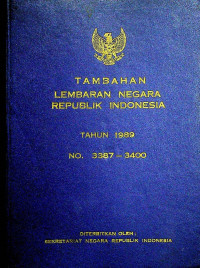 TAMBAHAN
LEMBARAN NEGARA
REPUBLIK INDONESIA
TAHUN 1989
NO. 3387 – 3400
DITERBITKAN OLEH :
SEKRETARIAT NEGARA REPUBLIK INDONESIA